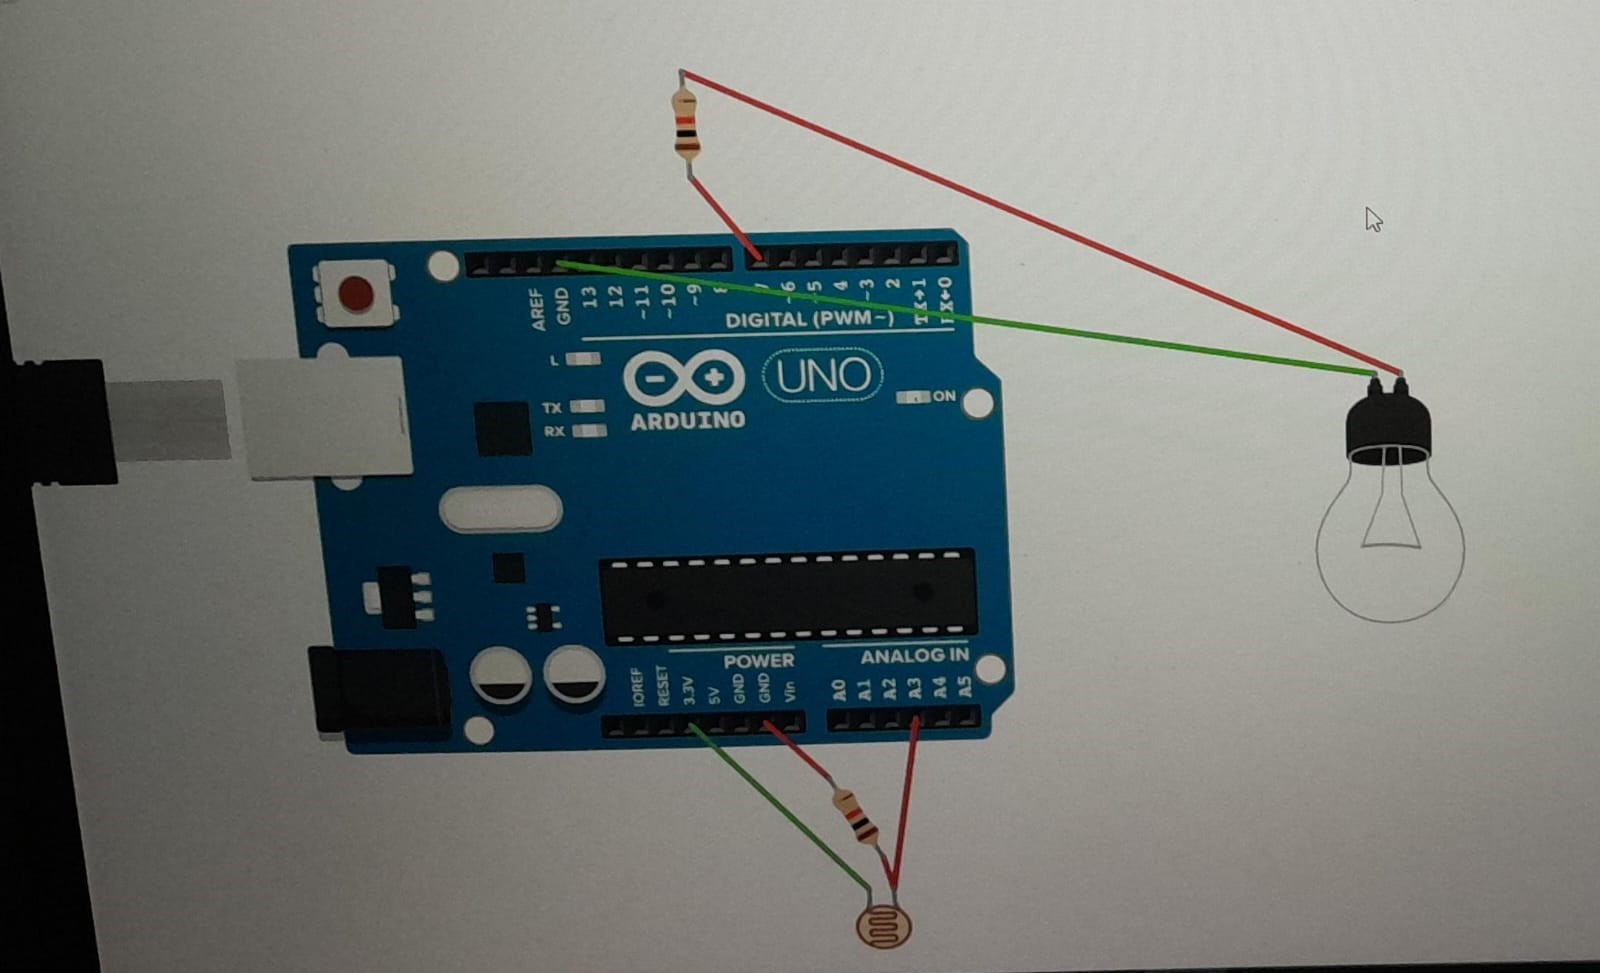 AREF
GND
13
12
~11
~10
~9
8
7
~6
~5
4
~3
2
TX→1
RX←0
DIGITAL (PWM~)
L
TX
RX
ARDUINO
UNO
ON
POWER
ANALOG IN
IOREF
RESET
3.3V
5V
GND
GND
Vin
A0
A1
A2
A3
A4
A5